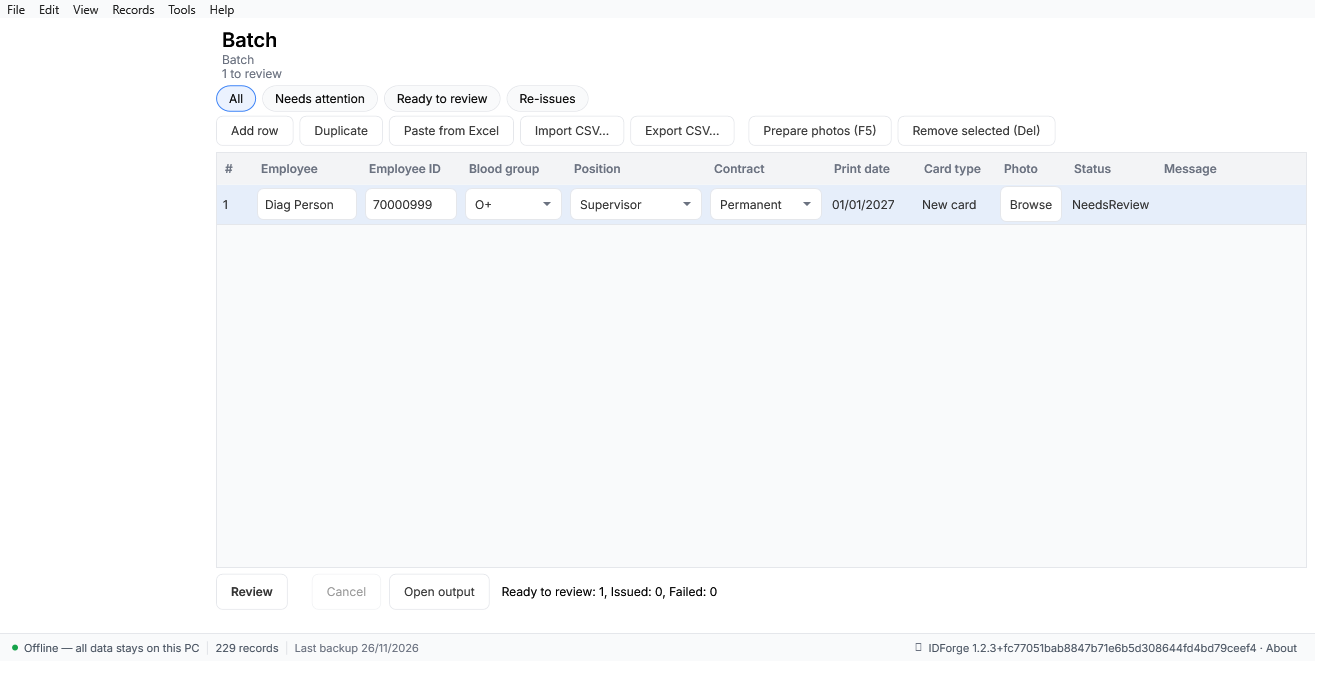 File Edit View Records Tools Help
Batch
Batch
1 to review
All Needs attention Ready to review Re-issues
Add row Duplicate Paste from Excel Import CSV... Export CSV... Prepare photos (F5) Remove selected (Del)
# Employee Employee ID Blood group Position Contract Print date Card type Photo Status Message
1 Diag Person 70000999 O+ Supervisor Permanent 01/01/2027 New card Browse NeedsReview
Review Cancel Open output Ready to review: 1, Issued: 0, Failed: 0
Offline — all data stays on this PC 229 records Last backup 26/11/2026 IDForge 1.2.3+fc77051bab8847b71e6b5d308644fd4bd79ceef4 · About